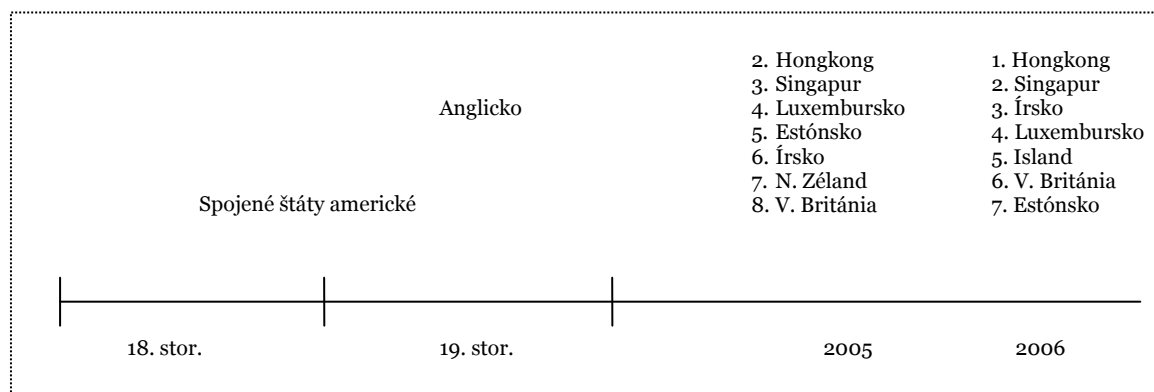 2. Hongkong
3. Singapur
4. Luxembursko
5. Estónsko
6. Írsko
7. N. Zéland
8. V. Británia
1. Hongkong
2. Singapur
3. Írsko
4. Luxembursko
5. Island
6. V. Británia
7. Estónsko
Anglicko
Spojené štáty americké
18. stor.
19. stor.
2005
2006